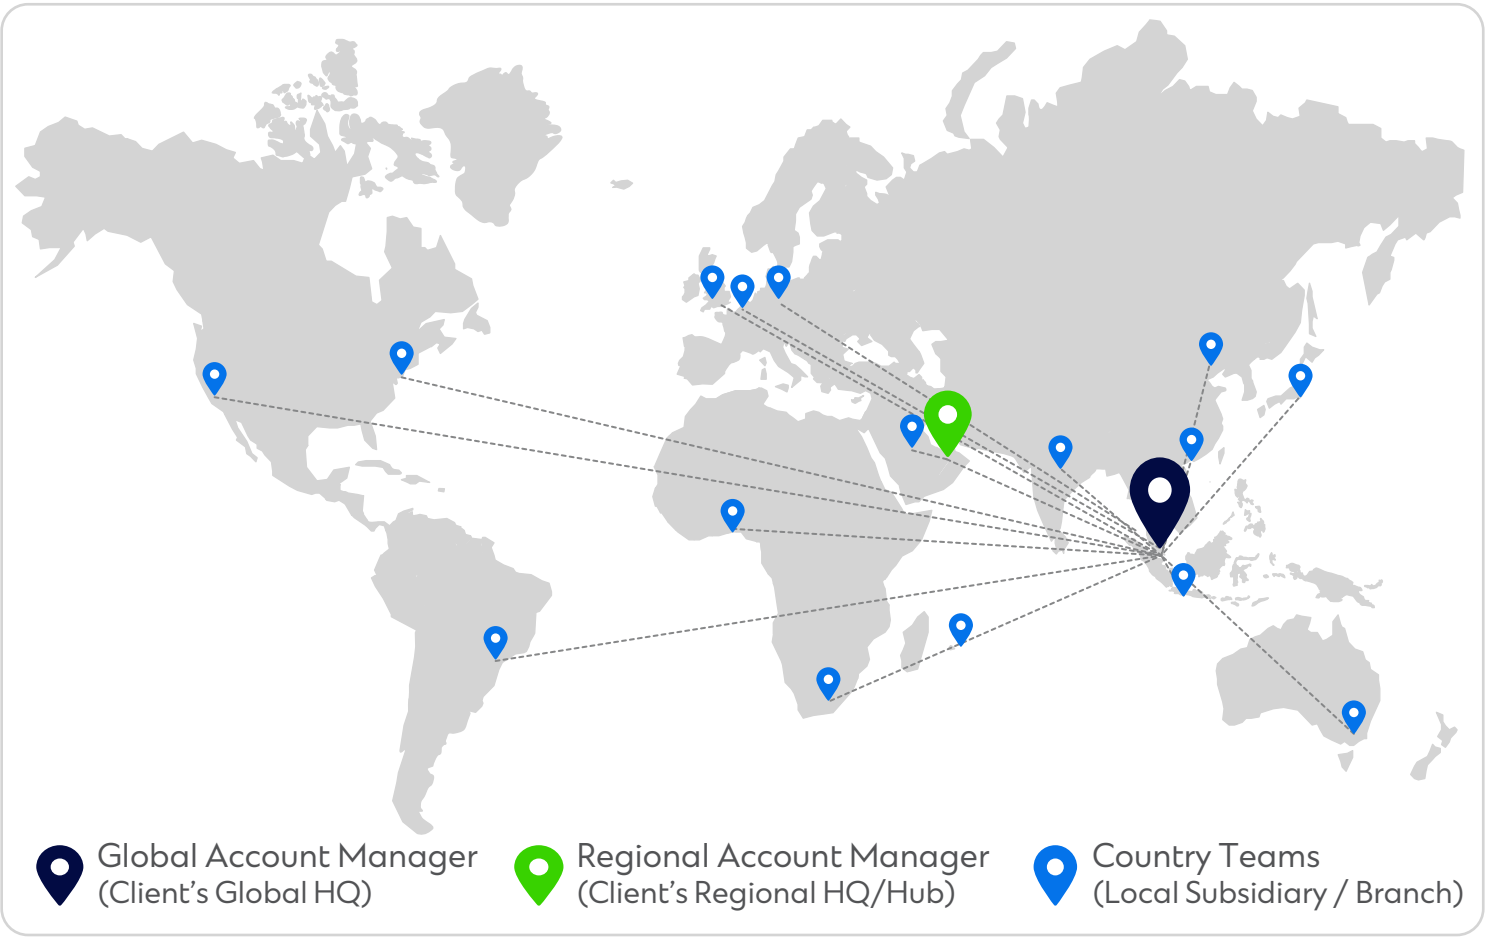 Global Account Manager
(Client's Global HQ)
Regional Account Manager
(Client's Regional HQ/Hub)
Country Teams
(Local Subsidiary / Branch)